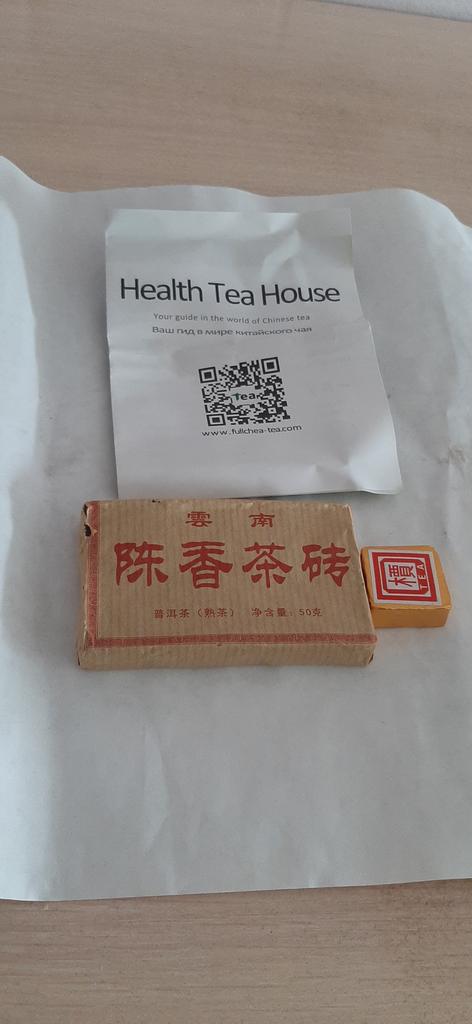 Health Tea House
Your guide in the world of Chinese tea
Ваш гид в мире китайского чая
tea
www.fullchea-tea.com
雲 南
陈香茶砖
普洱茶(熟茶) 净含量:50克
TEA